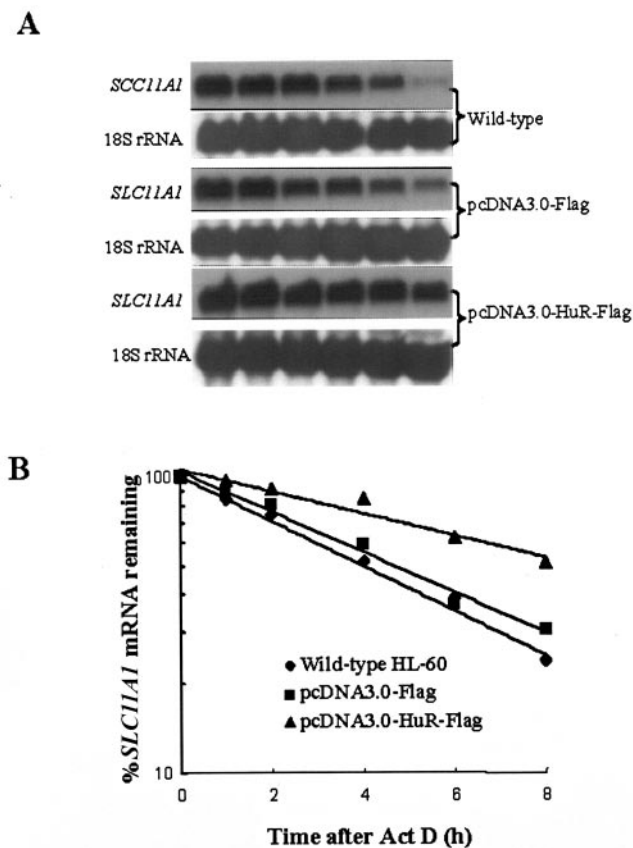 A
SCC11A1
18S rRNA
Wild-type
SLC11A1
18S rRNA
pcDNA3.0-Flag
SLC11A1
18S rRNA
pcDNA3.0-HuR-Flag
B
%SLC11A1 mRNA remaining
100
10
Wild-type HL-60
pcDNA3.0-Flag
pcDNA3.0-HuR-Flag
0 2 4 6 8
Time after Act D (h)